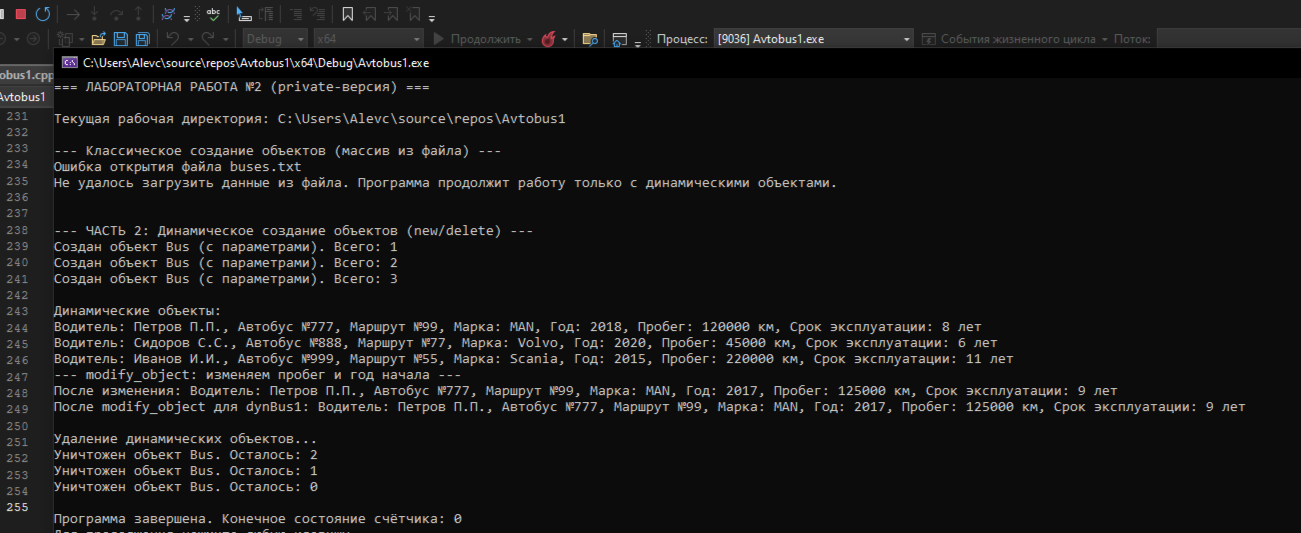 abc
Debug
x64
Продолжить
Процесс: [9036] Avtobus1.exe
События жизненного цикла
Поток:
C:\Users\Alevc\source\repos\Avtobus1\x64\Debug\Avtobus1.exe
obus1.cpp
Avtobus1
=== ЛАБОРАТОРНАЯ РАБОТА №2 (private-версия) ===
231 Текущая рабочая директория: C:\Users\Alevc\source\repos\Avtobus1
232
233 --- Классическое создание объектов (массив из файла) ---
234 Ошибка открытия файла buses.txt
235 Не удалось загрузить данные из файла. Программа продолжит работу только с динамическими объектами.
236
237
238 --- ЧАСТЬ 2: Динамическое создание объектов (new/delete) ---
239 Создан объект Bus (с параметрами). Всего: 1
240 Создан объект Bus (с параметрами). Всего: 2
241 Создан объект Bus (с параметрами). Всего: 3
242
243 Динамические объекты:
244 Водитель: Петров П.П., Автобус №777, Маршрут №99, Марка: MAN, Год: 2018, Пробег: 120000 км, Срок эксплуатации: 8 лет
245 Водитель: Сидоров С.С., Автобус №888, Маршрут №77, Марка: Volvo, Год: 2020, Пробег: 45000 км, Срок эксплуатации: 6 лет
246 Водитель: Иванов И.И., Автобус №999, Маршрут №55, Марка: Scania, Год: 2015, Пробег: 220000 км, Срок эксплуатации: 11 лет
247 --- modify_object: изменяем пробег и год начала ---
248 После изменения: Водитель: Петров П.П., Автобус №777, Маршрут №99, Марка: MAN, Год: 2017, Пробег: 125000 км, Срок эксплуатации: 9 лет
249 После modify_object для dynBus1: Водитель: Петров П.П., Автобус №777, Маршрут №99, Марка: MAN, Год: 2017, Пробег: 125000 км, Срок эксплуатации: 9 лет
250
251 Удаление динамических объектов...
252 Уничтожен объект Bus. Осталось: 2
253 Уничтожен объект Bus. Осталось: 1
254 Уничтожен объект Bus. Осталось: 0
255
Программа завершена. Конечное состояние счётчика: 0